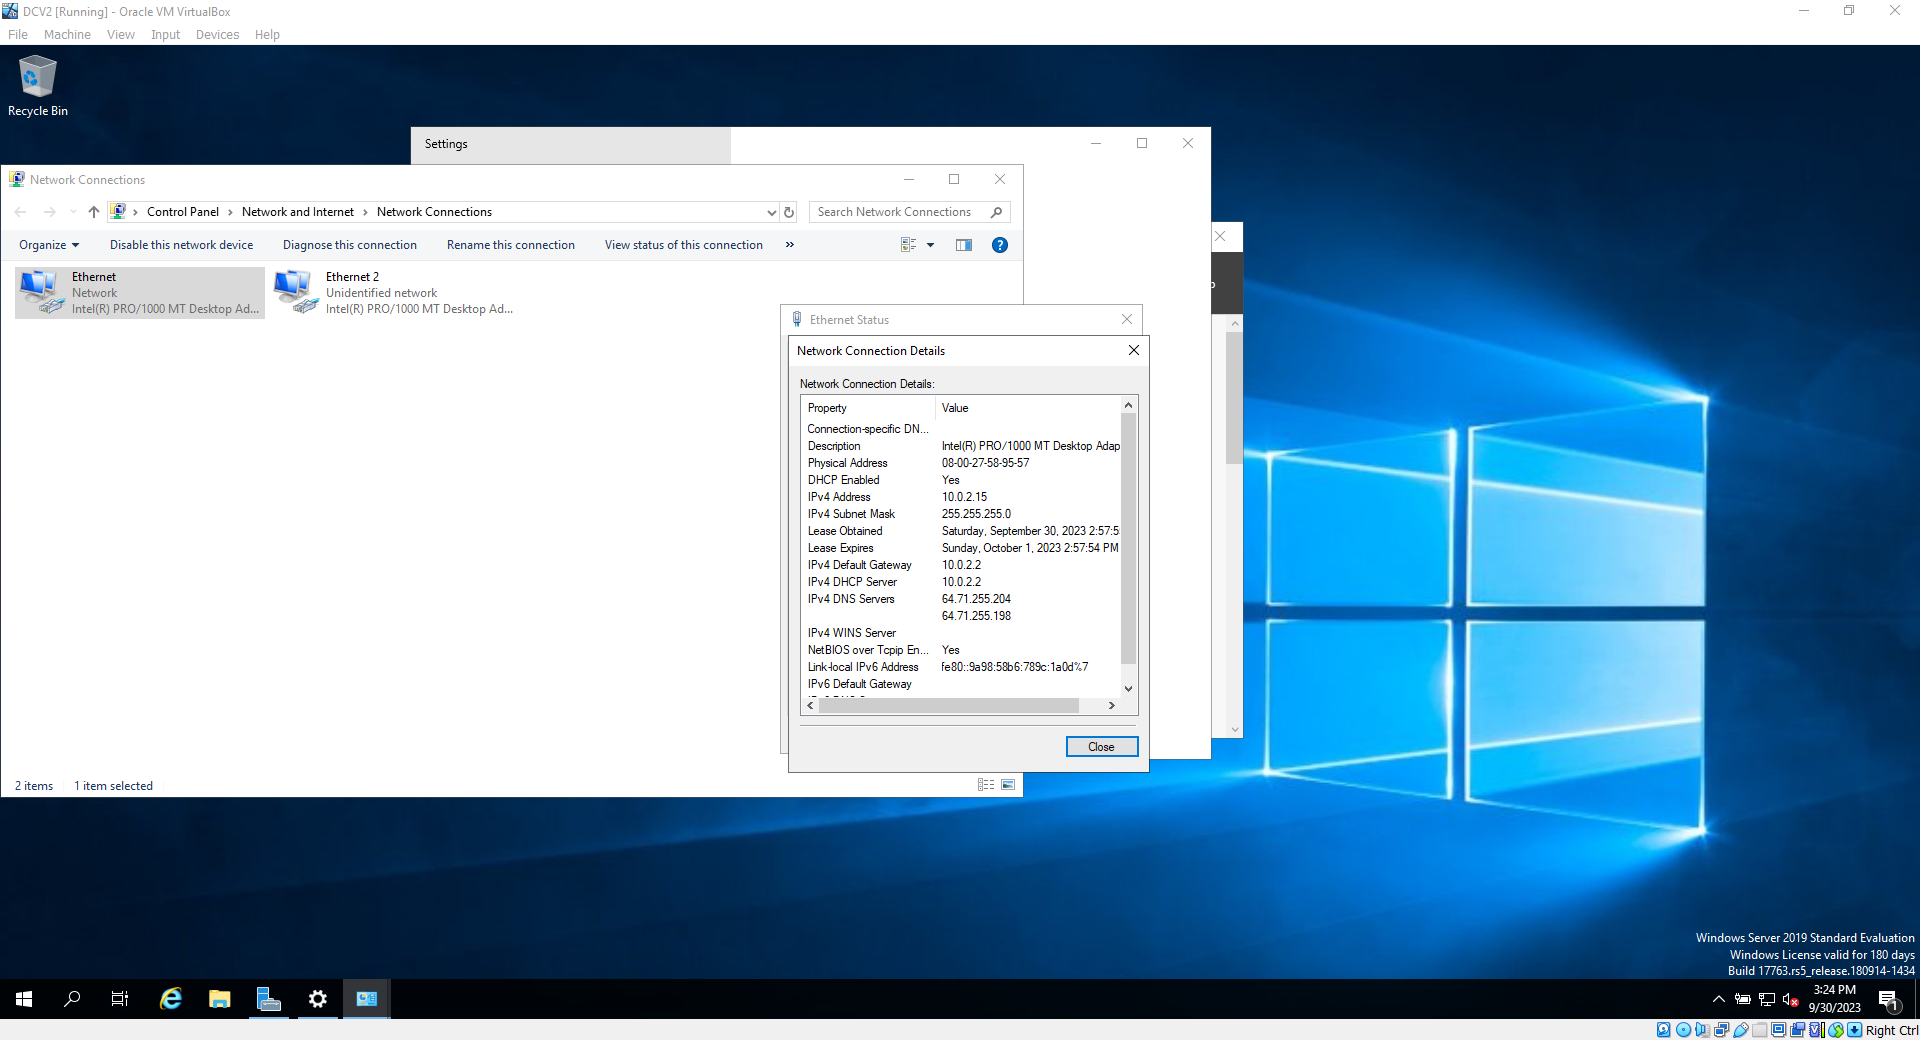 DCV2 [Running] - Oracle VM VirtualBox
File Machine View Input Devices Help
Recycle Bin
Settings
Network Connections
Control Panel > Network and Internet > Network Connections
Search Network Connections
Organize Disable this network device Diagnose this connection Rename this connection View status of this connection »
Ethernet
Network
Intel(R) PRO/1000 MT Desktop Ad...
Ethernet 2
Unidentified network
Intel(R) PRO/1000 MT Desktop Ad...
Ethernet Status
Network Connection Details
Network Connection Details:
Property Value
Connection-specific DN...
Description Intel(R) PRO/1000 MT Desktop Adap
Physical Address 08-00-27-58-95-57
DHCP Enabled Yes
IPv4 Address 10.0.2.15
IPv4 Subnet Mask 255.255.255.0
Lease Obtained Saturday, September 30, 2023 2:57:5
Lease Expires Sunday, October 1, 2023 2:57:54 PM
IPv4 Default Gateway 10.0.2.2
IPv4 DHCP Server 10.0.2.2
IPv4 DNS Servers 64.71.255.204
64.71.255.198
IPv4 WINS Server
NetBIOS over Tcpip En... Yes
Link-local IPv6 Address fe80::9a98:58b6:789c:1a0d%7
IPv6 Default Gateway
Close
2 items 1 item selected
Windows Server 2019 Standard Evaluation
Windows License valid for 180 days
Build 17763.rs5_release.180914-1434
3:24 PM
9/30/2023
1
Right Ctrl